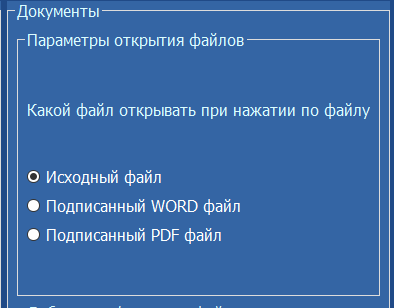 Документы
Параметры открытия файлов
Какой файл открывать при нажатии по файлу
Исходный файл
Подписанный WORD файл
Подписанный PDF файл